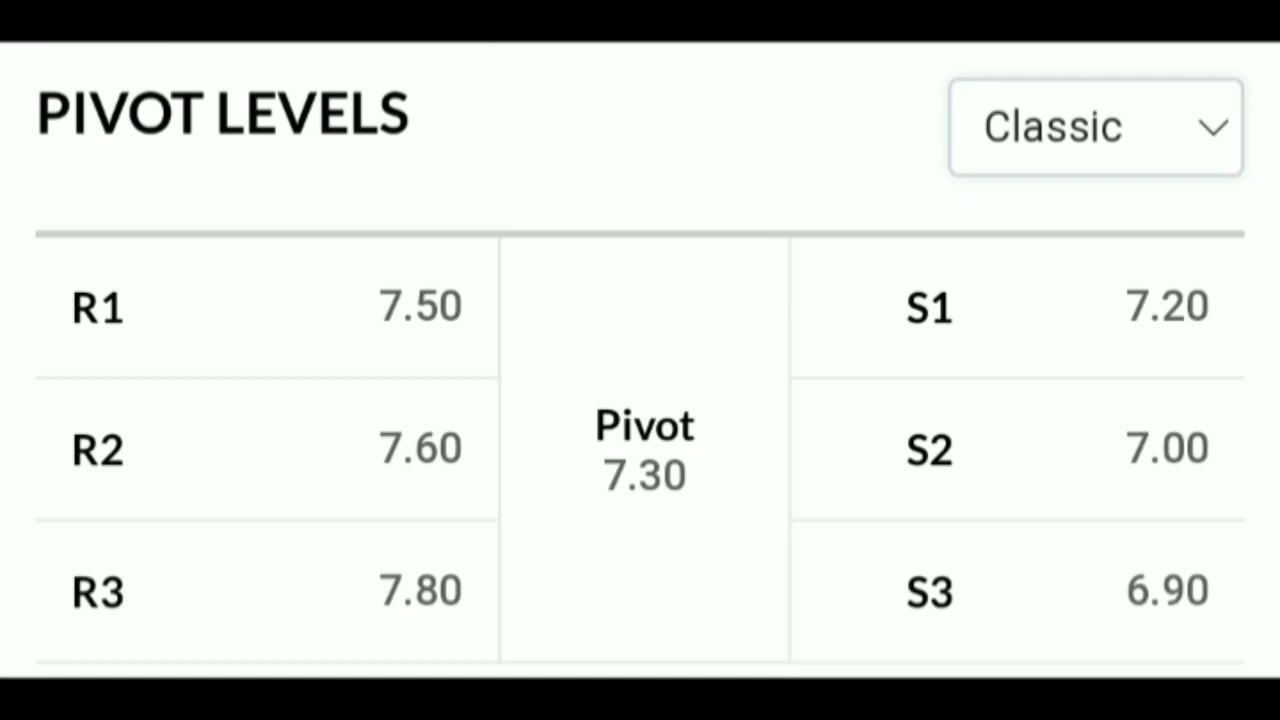 PIVOT LEVELS
Classic
R1 7.50
S1 7.20
R2 7.60
Pivot
7.30
S2 7.00
R3 7.80
S3 6.90